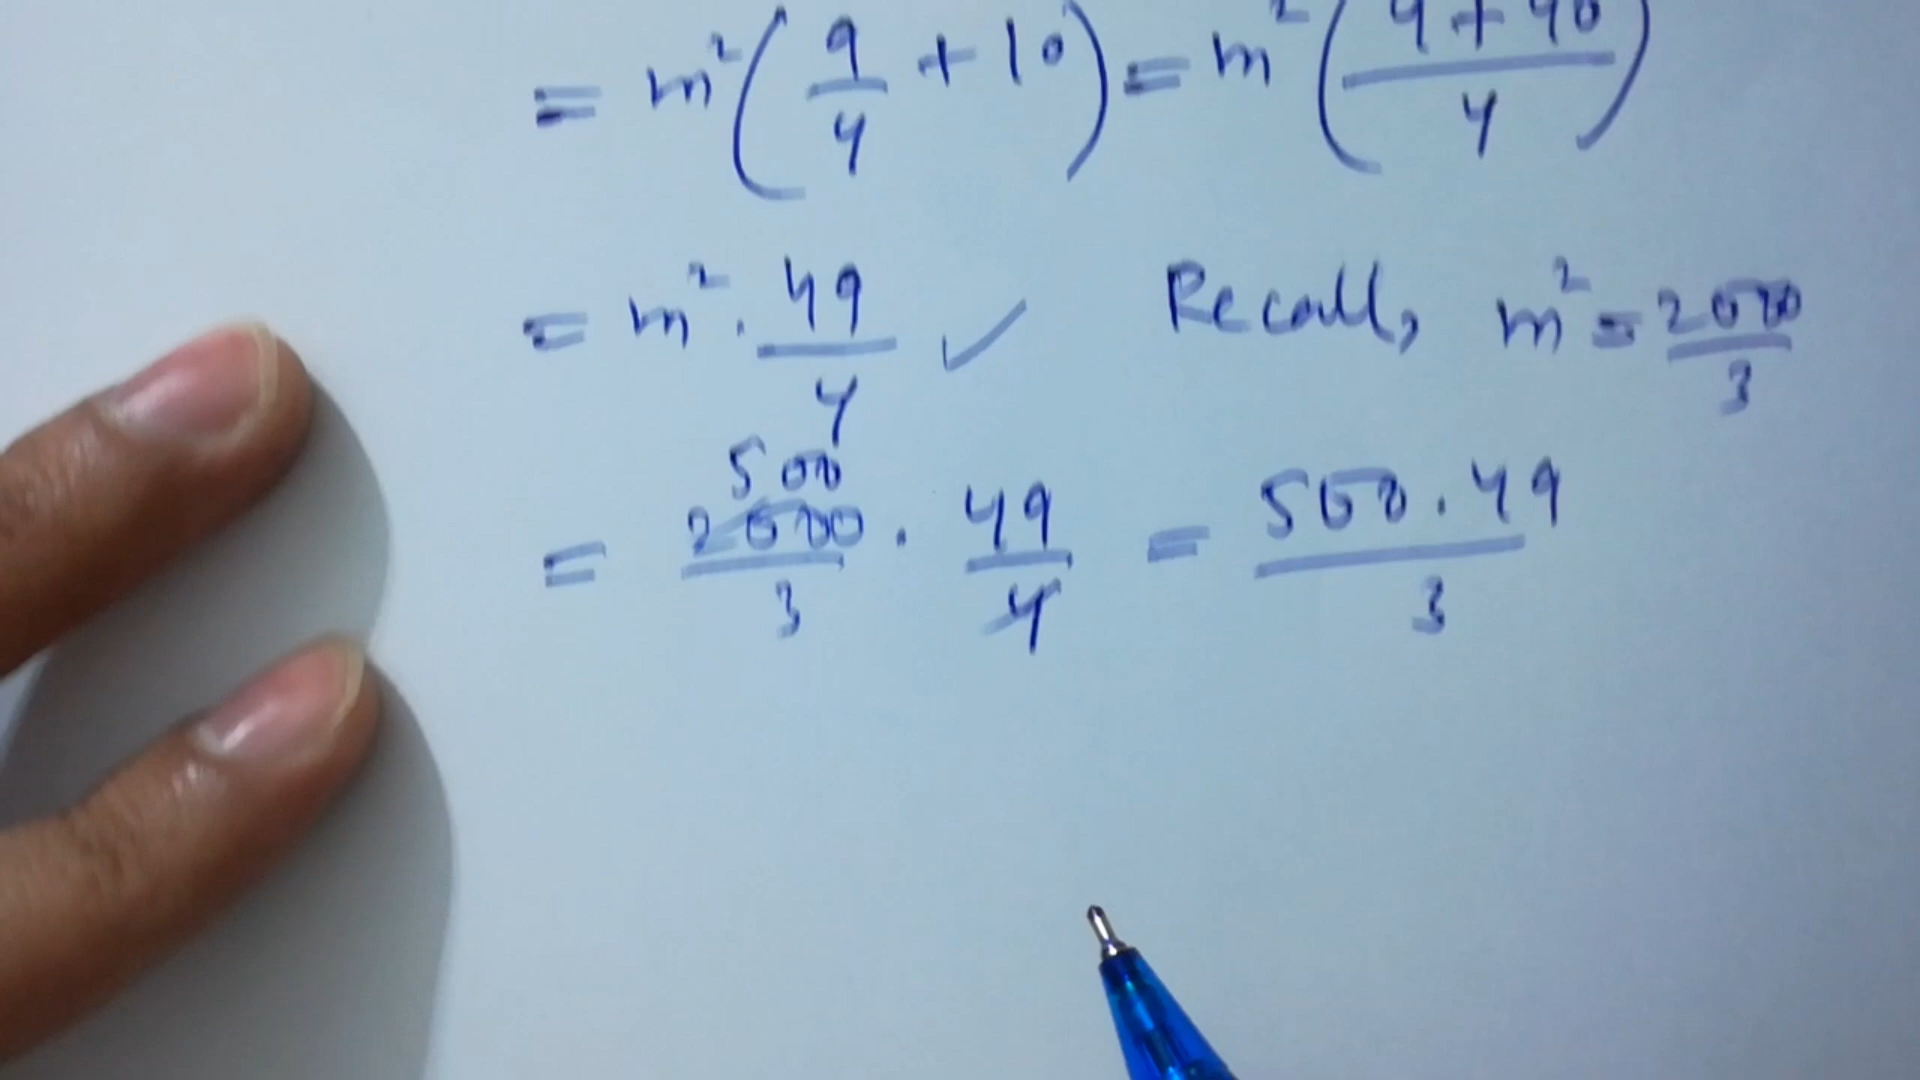 = m² ( 9/4 + 10 ) = m² ( 9 + 40 / 4 )
= m² . 49/4 ✓ Recall, m² = 2000/3
500
= 2000/3 . 49/4 = 500 . 49 / 3